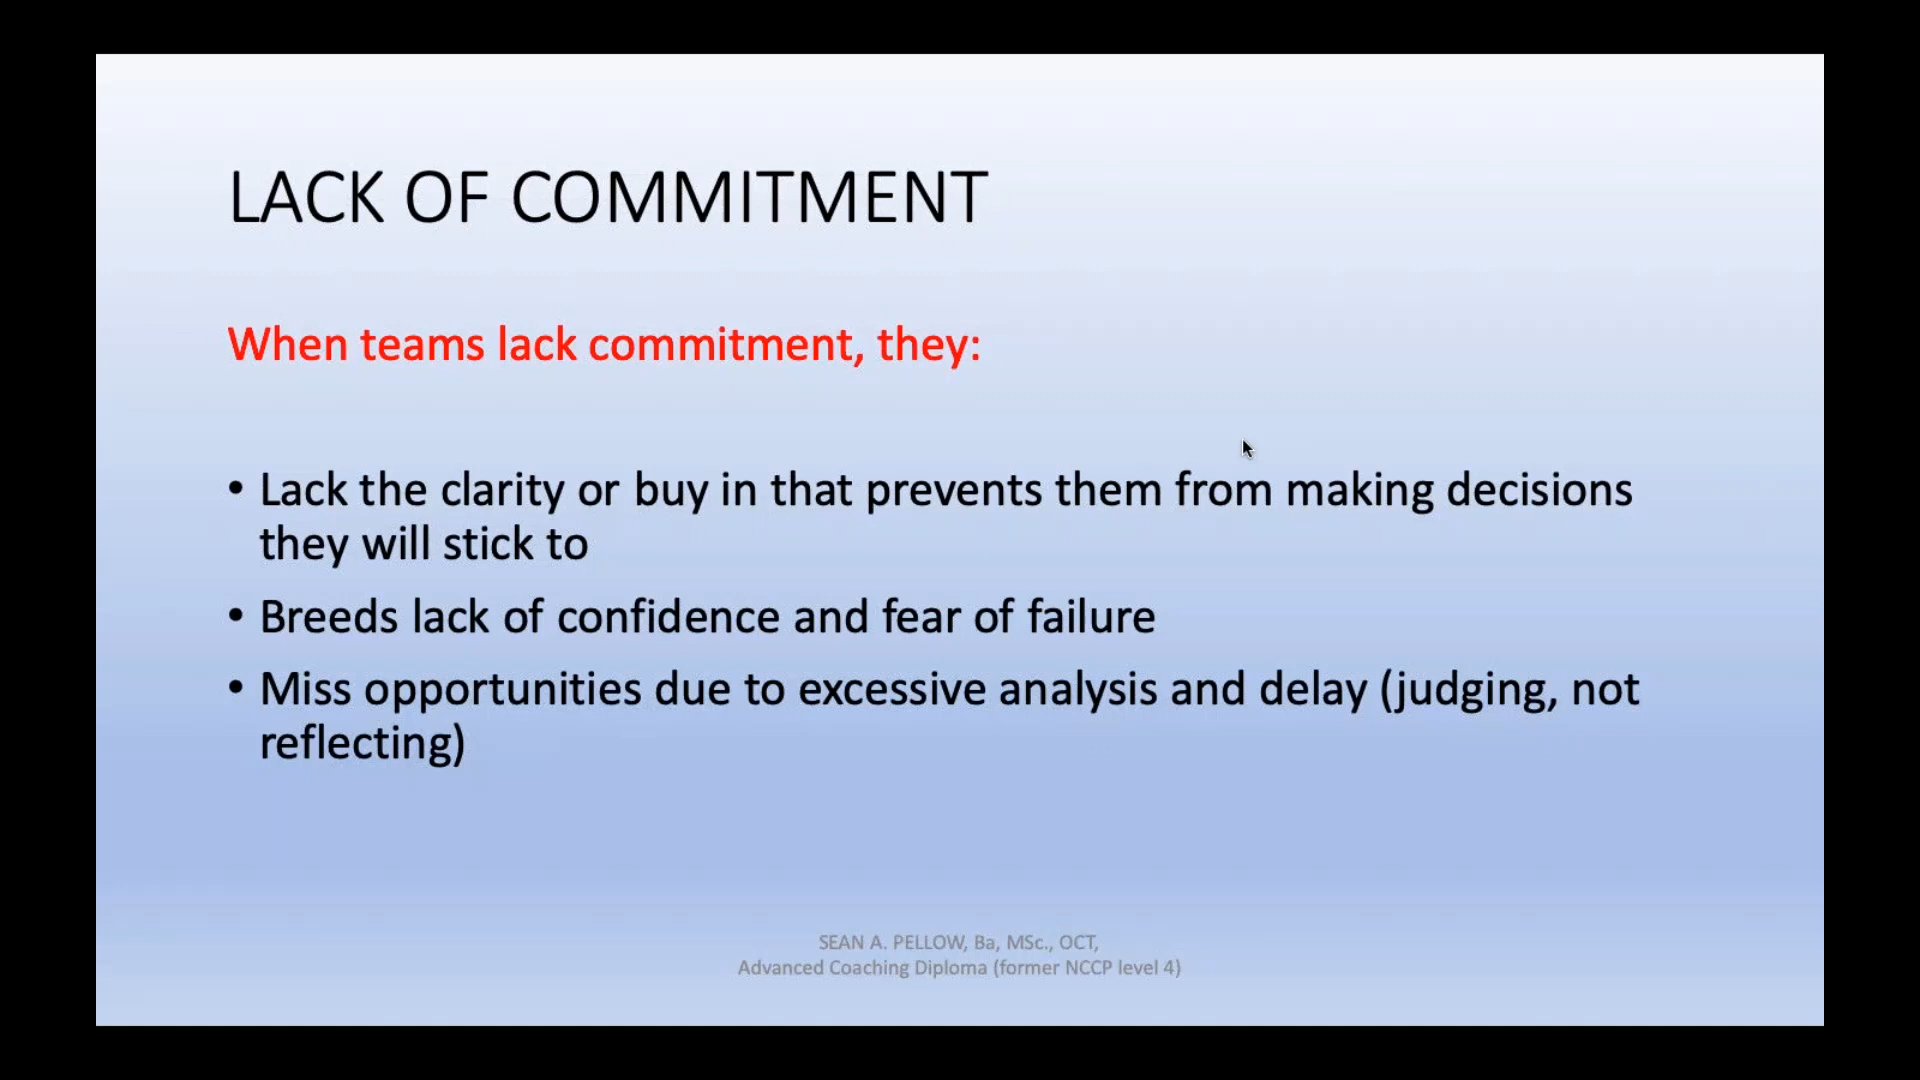 LACK OF COMMITMENT
When teams lack commitment, they:
• Lack the clarity or buy in that prevents them from making decisions
they will stick to
• Breeds lack of confidence and fear of failure
• Miss opportunities due to excessive analysis and delay (judging, not
reflecting)
SEAN A. PELLOW, Ba, MSc., OCT,
Advanced Coaching Diploma (former NCCP level 4)